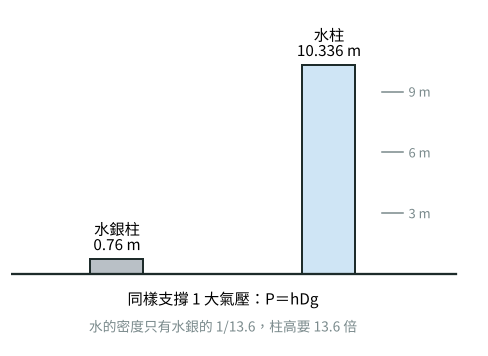 水柱
10.336 m
9 m
6 m
3 m
水銀柱
0.76 m
同樣支撐 1 大氣壓：P＝hDg
水的密度只有水銀的 1/13.6，柱高要 13.6 倍